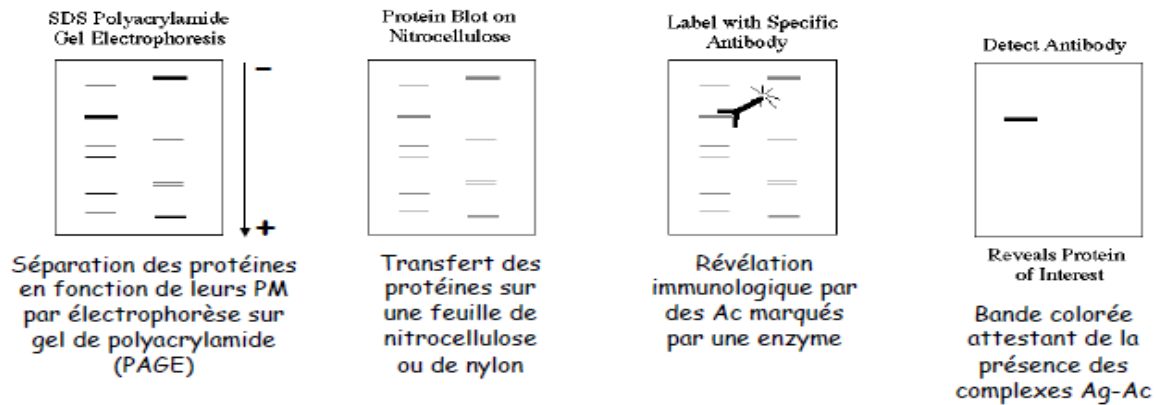 SDS Polyacrylamide
Gel Electrophoresis
−
+
Séparation des protéines
en fonction de leurs PM
par électrophorèse sur
gel de polyacrylamide
(PAGE)
Protein Blot on
Nitrocellulose
Transfert des
protéines sur
une feuille de
nitrocellulose
ou de nylon
Label with Specific
Antibody
Révélation
immunologique par
des Ac marqués
par une enzyme
Detect Antibody
Reveals Protein
of Interest
Bande colorée
attestant de la
présence des
complexes Ag-Ac